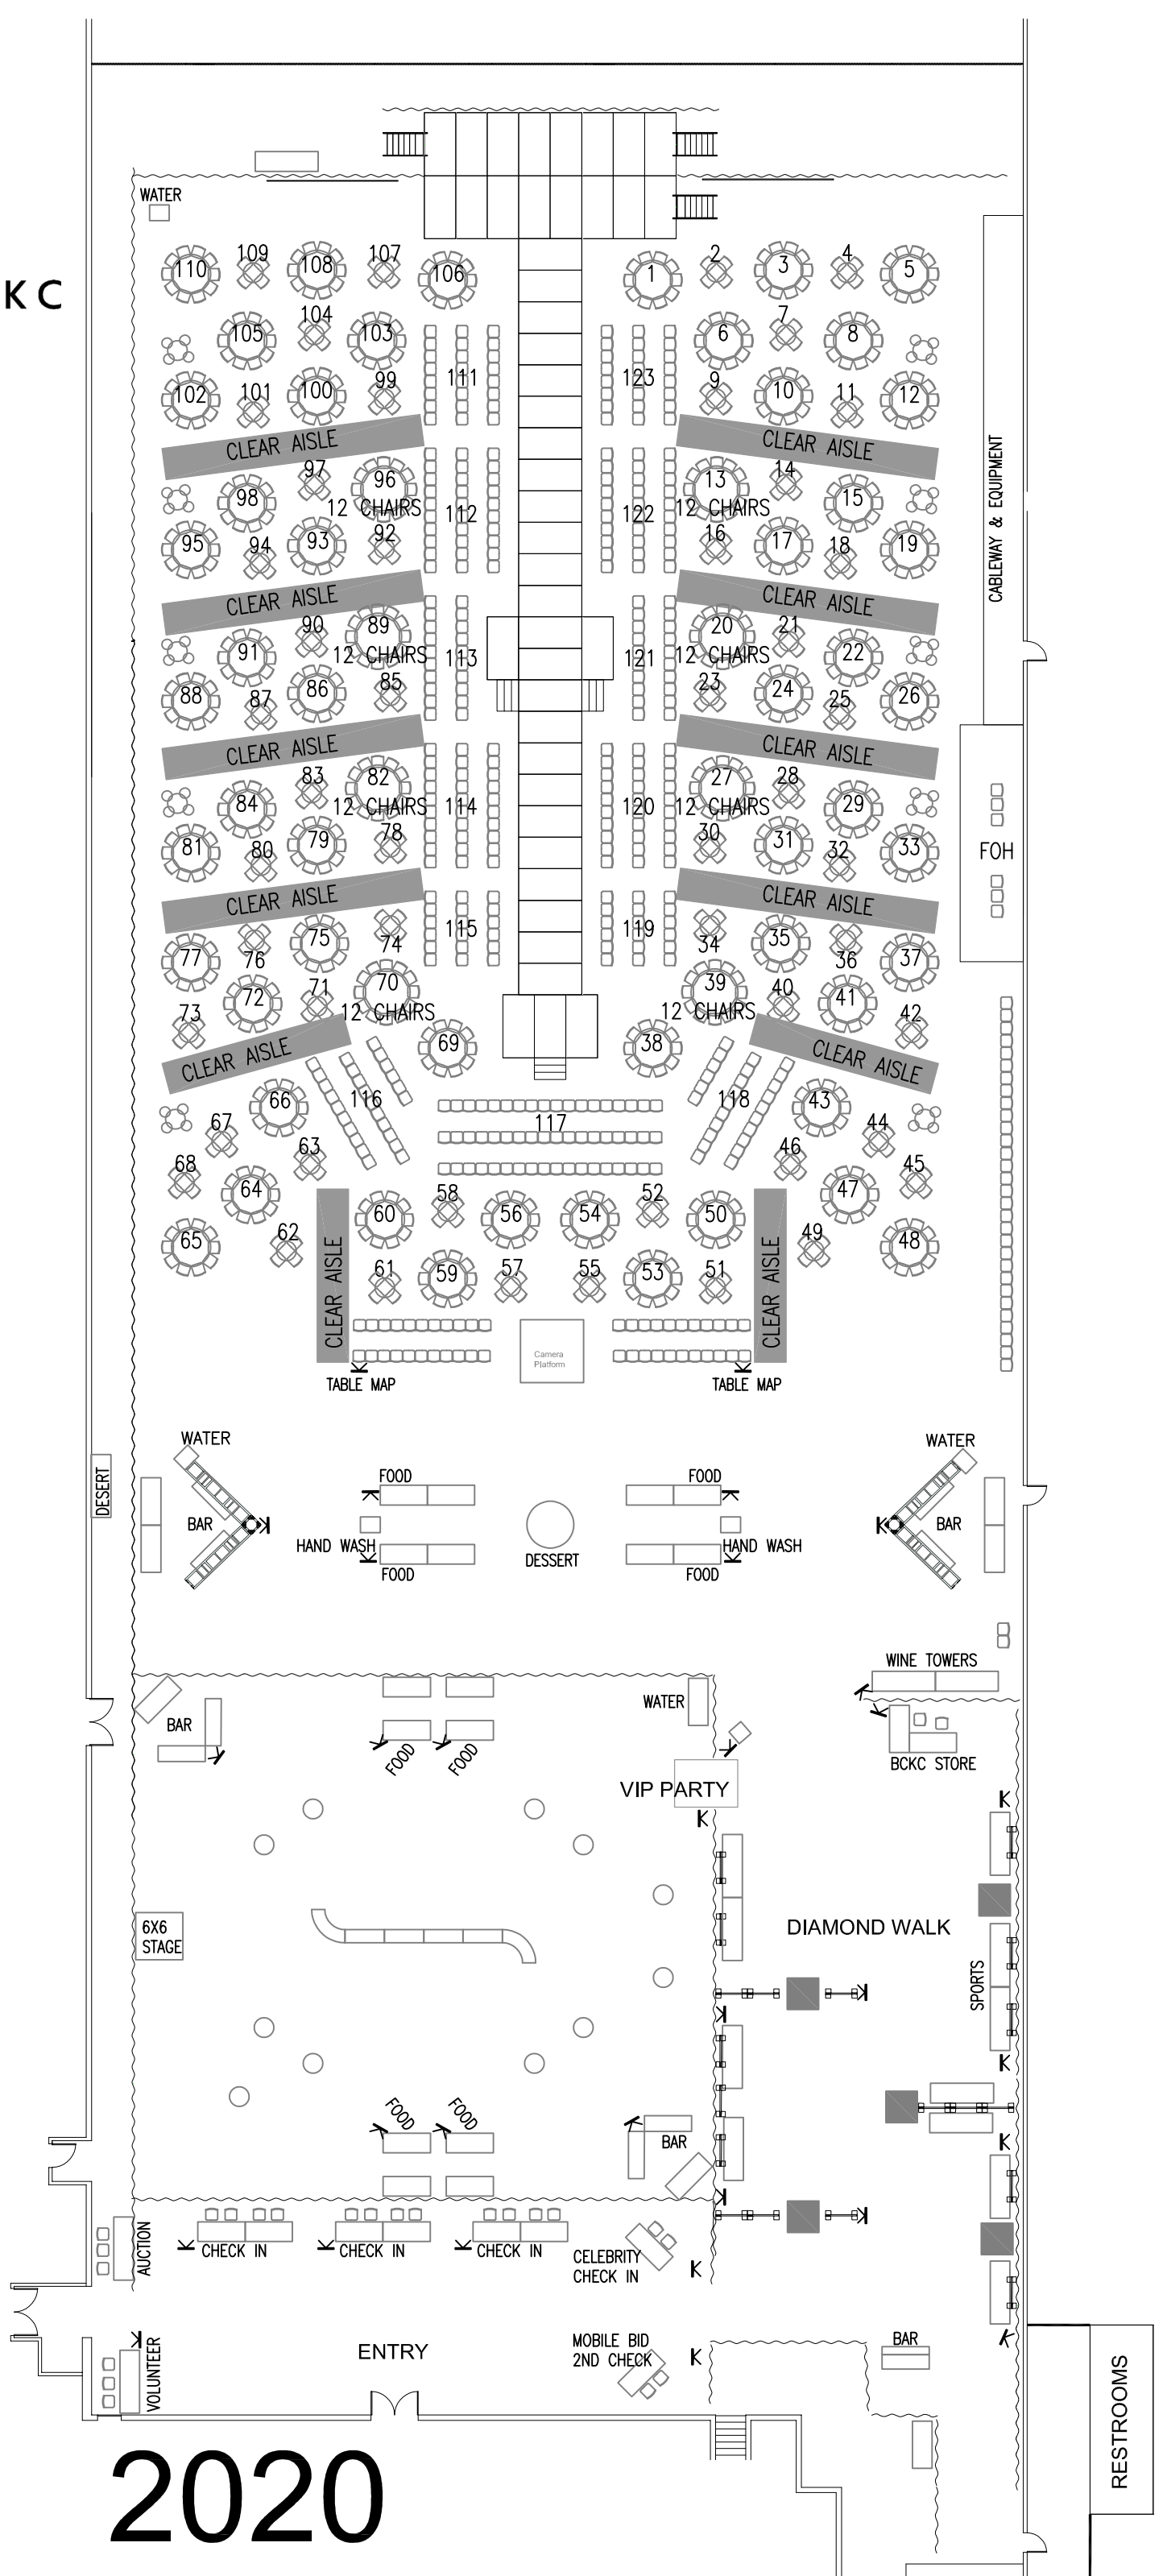 WATER
109
107
2
4
110
108
106
1
3
5
KC
104
7
105
103
6
8
111
123
99
9
102
101
100
10
11
12
CLEAR AISLE
CLEAR AISLE
97
96
13
14
98
15
12 CHAIRS
12 CHAIRS
112
122
CABLEWAY & EQUIPMENT
95
94
93
92
16
17
18
19
CLEAR AISLE
CLEAR AISLE
90
89
20
21
91
22
12 CHAIRS
113
121
12 CHAIRS
88
87
86
85
23
24
25
26
CLEAR AISLE
CLEAR AISLE
83
82
27
28
84
29
12 CHAIRS
114
120
12 CHAIRS
81
80
79
78
30
31
32
33
FOH
CLEAR AISLE
CLEAR AISLE
115
119
77
76
75
74
34
35
36
37
73
72
71
70
39
40
41
42
12 CHAIRS
12 CHAIRS
CLEAR AISLE
69
38
CLEAR AISLE
66
116
118
43
67
117
44
68
63
46
45
64
58
52
47
65
62
60
56
54
50
49
48
61
59
57
55
53
51
CLEAR AISLE
CLEAR AISLE
Camera
Platform
TABLE MAP
TABLE MAP
WATER
WATER
DESERT
FOOD
FOOD
BAR
BAR
HAND WASH
HAND WASH
DESSERT
FOOD
FOOD
WINE TOWERS
WATER
BAR
FOOD
FOOD
BCKC STORE
VIP PARTY
6X6
STAGE
DIAMOND WALK
SPORTS
FOOD
FOOD
BAR
AUCTION
CHECK IN
CHECK IN
CHECK IN
CELEBRITY
CHECK IN
VOLUNTEER
ENTRY
MOBILE BID
2ND CHECK
BAR
RESTROOMS
2020